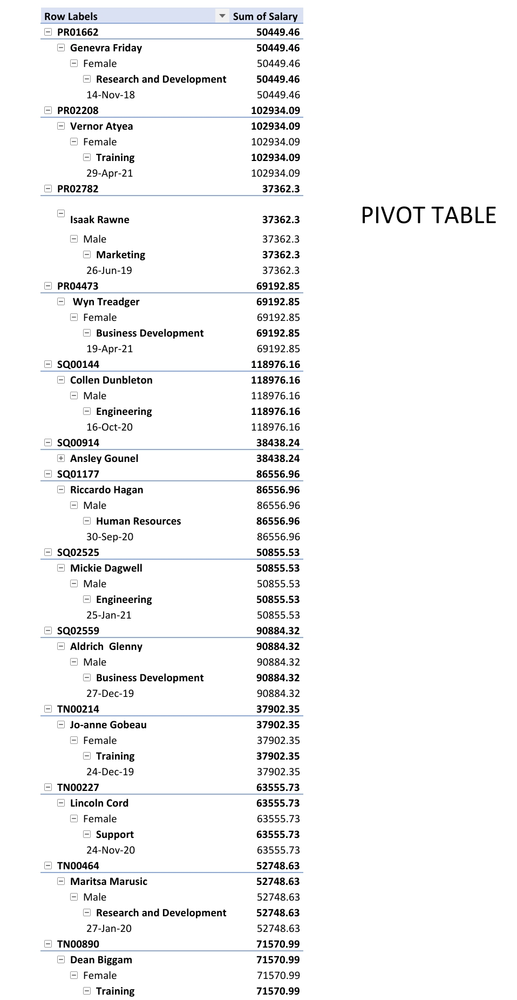 Row Labels Sum of Salary
PR01662 50449.46
Genevra Friday 50449.46
Female 50449.46
Research and Development 50449.46
14-Nov-18 50449.46
PR02208 102934.09
Vernor Atyea 102934.09
Female 102934.09
Training 102934.09
29-Apr-21 102934.09
PR02782 37362.3
Isaak Rawne 37362.3
PIVOT TABLE
Male 37362.3
Marketing 37362.3
26-Jun-19 37362.3
PR04473 69192.85
Wyn Treadger 69192.85
Female 69192.85
Business Development 69192.85
19-Apr-21 69192.85
SQ00144 118976.16
Collen Dunbleton 118976.16
Male 118976.16
Engineering 118976.16
16-Oct-20 118976.16
SQ00914 38438.24
Ansley Gounel 38438.24
SQ01177 86556.96
Riccardo Hagan 86556.96
Male 86556.96
Human Resources 86556.96
30-Sep-20 86556.96
SQ02525 50855.53
Mickie Dagwell 50855.53
Male 50855.53
Engineering 50855.53
25-Jan-21 50855.53
SQ02559 90884.32
Aldrich  Glenny 90884.32
Male 90884.32
Business Development 90884.32
27-Dec-19 90884.32
TN00214 37902.35
Jo-anne Gobeau 37902.35
Female 37902.35
Training 37902.35
24-Dec-19 37902.35
TN00227 63555.73
Lincoln Cord 63555.73
Female 63555.73
Support 63555.73
24-Nov-20 63555.73
TN00464 52748.63
Maritsa Marusic 52748.63
Male 52748.63
Research and Development 52748.63
27-Jan-20 52748.63
TN00890 71570.99
Dean Biggam 71570.99
Female 71570.99
Training 71570.99